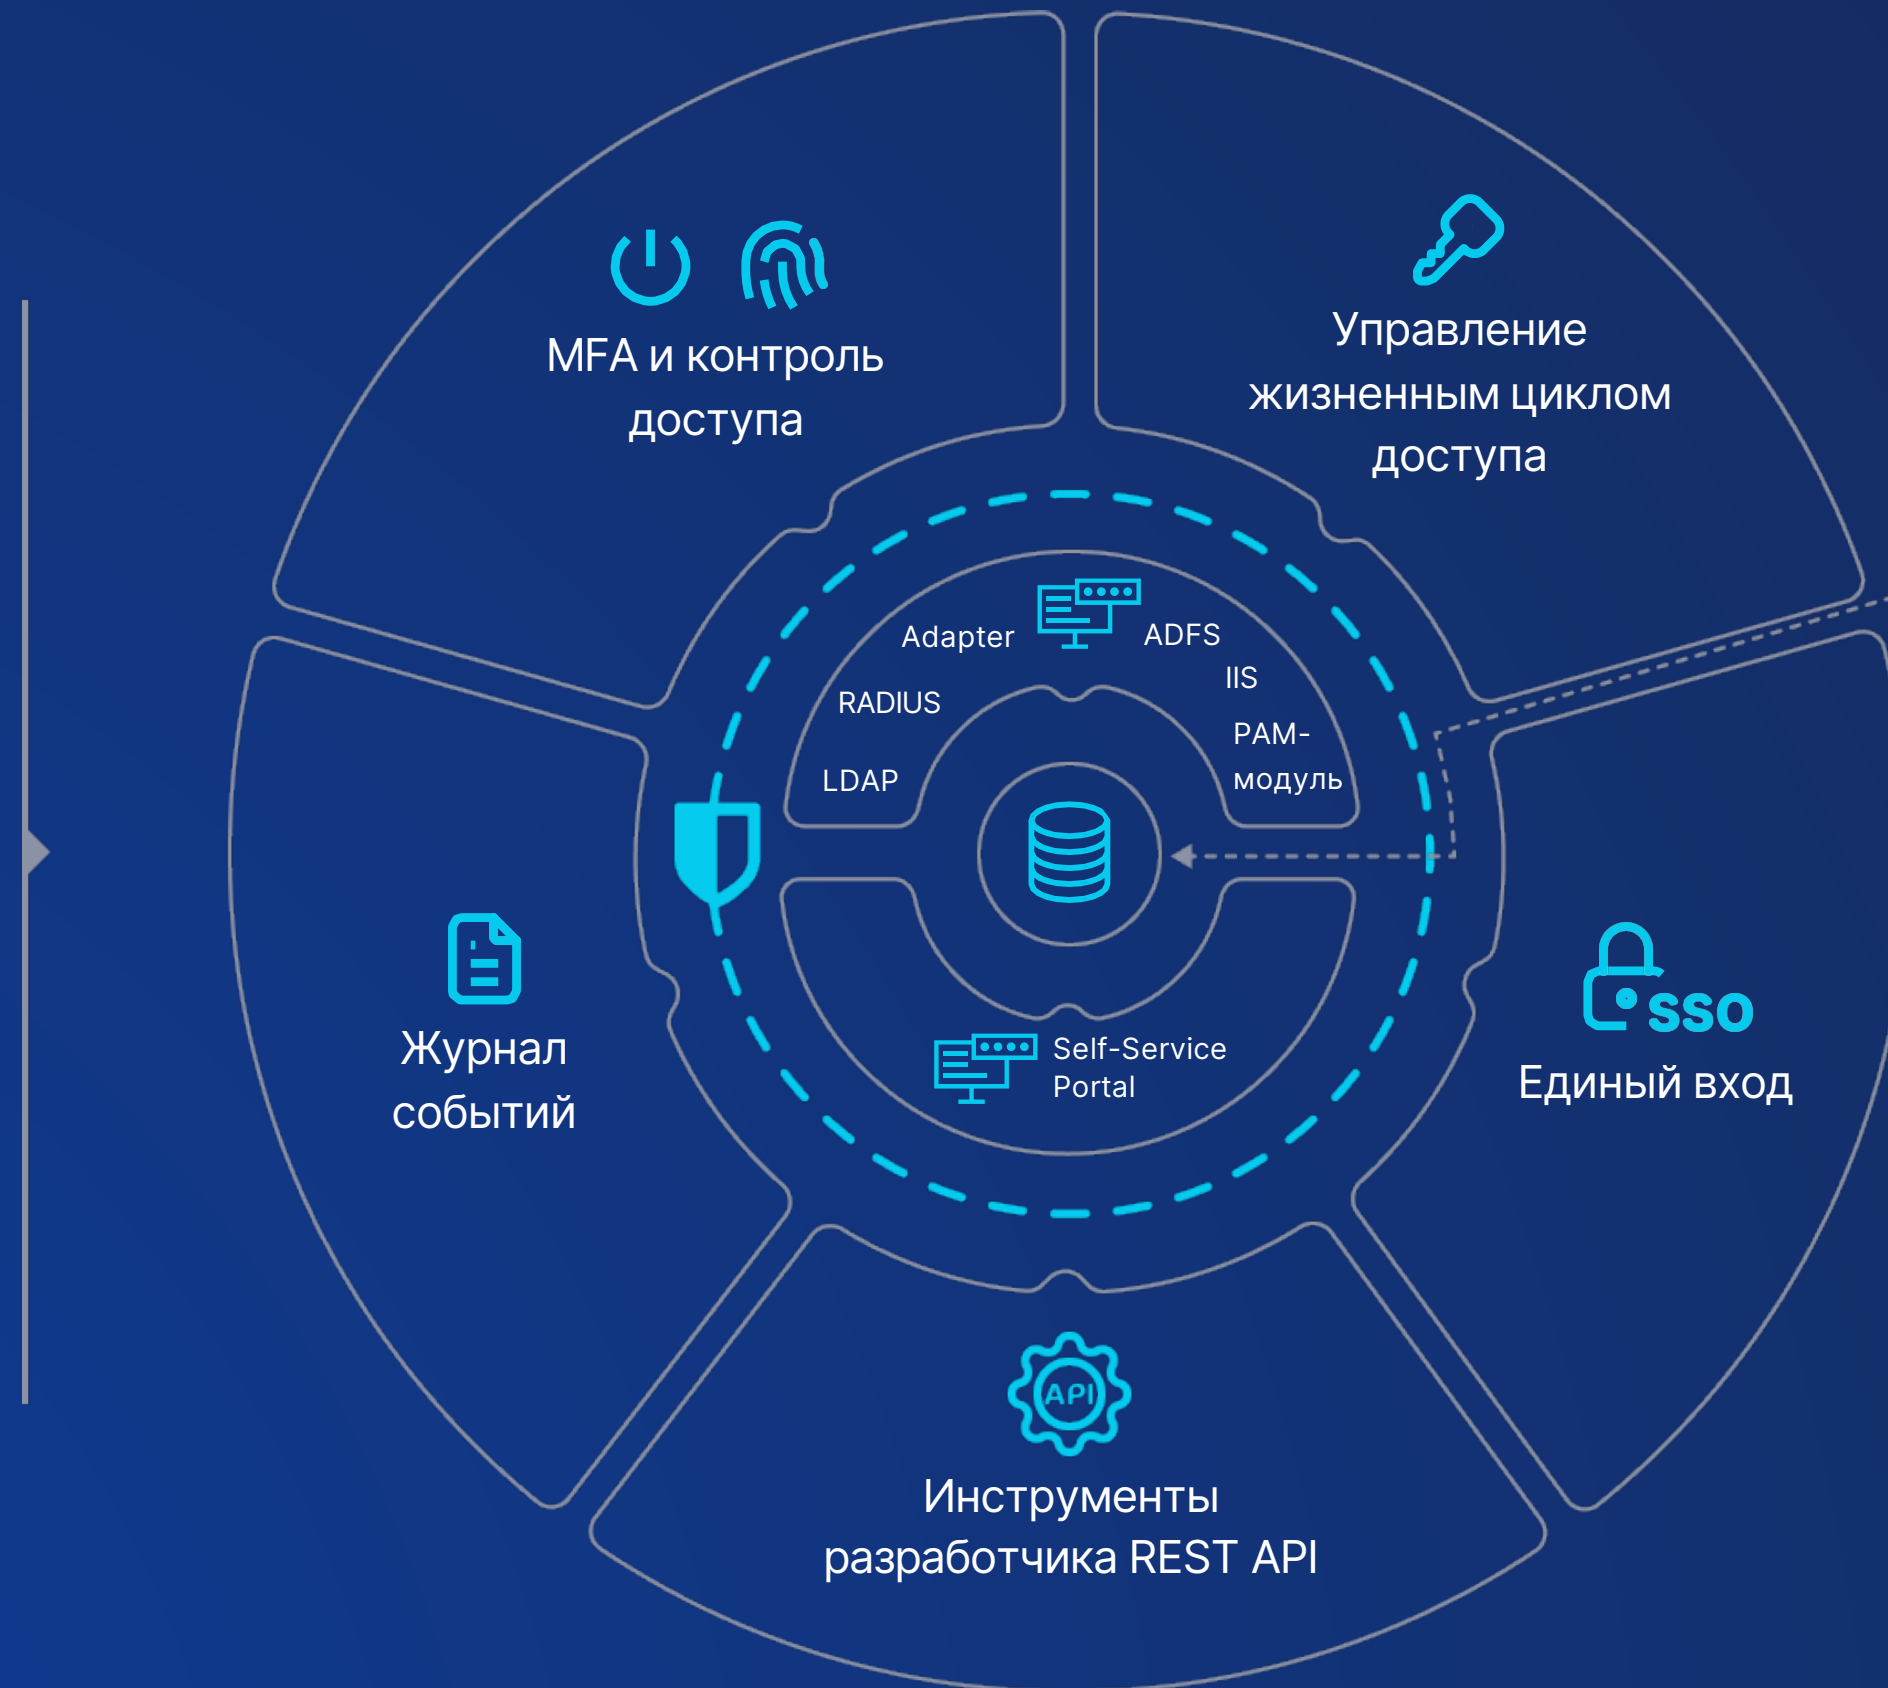 MFA и контроль
доступа
Управление
жизненным циклом
доступа
Adapter
ADFS
IIS
RADIUS
PAM-
модуль
LDAP
Журнал
событий
sso
Единый вход
Self-Service
Portal
API
Инструменты
разработчика REST API